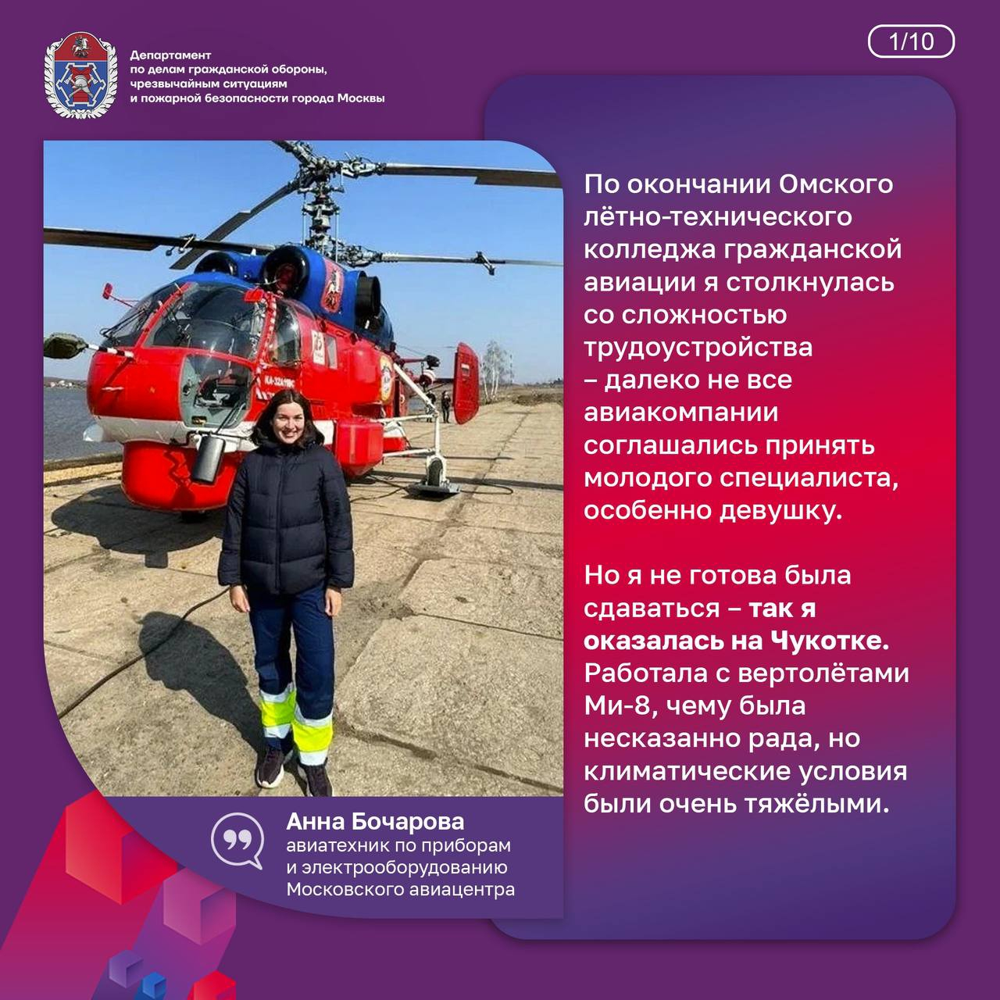 Департамент
по делам гражданской обороны,
чрезвычайным ситуациям
и пожарной безопасности города Москвы
1/10
По окончании Омского
лётно-технического
колледжа гражданской
авиации я столкнулась
со сложностью
трудоустройства
– далеко не все
авиакомпании
соглашались принять
молодого специалиста,
особенно девушку.
Но я не готова была
сдаваться – так я
оказалась на Чукотке.
Работала с вертолётами
Ми-8, чему была
несказанно рада, но
климатические условия
были очень тяжёлыми.
Анна Бочарова
авиатехник по приборам
и электрооборудованию
Московского авиацентра